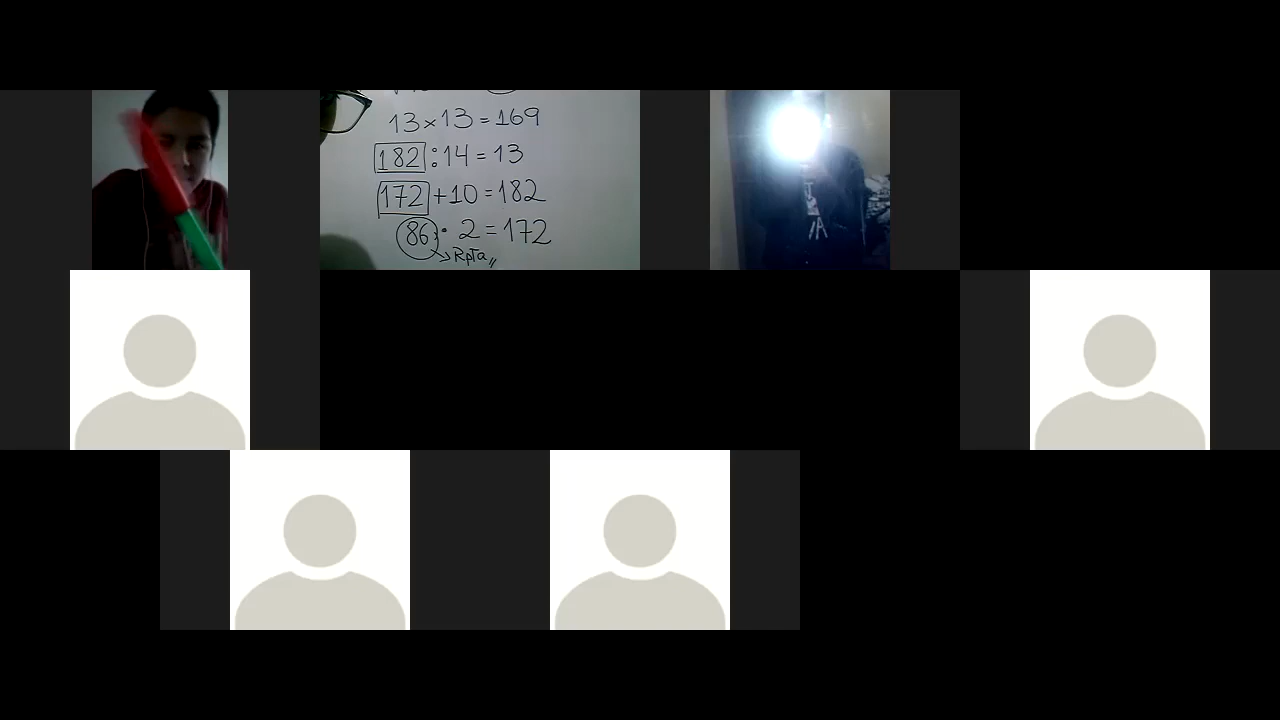 13×13=169
182:14=13
172+10=182
86· 2=172
Rpta